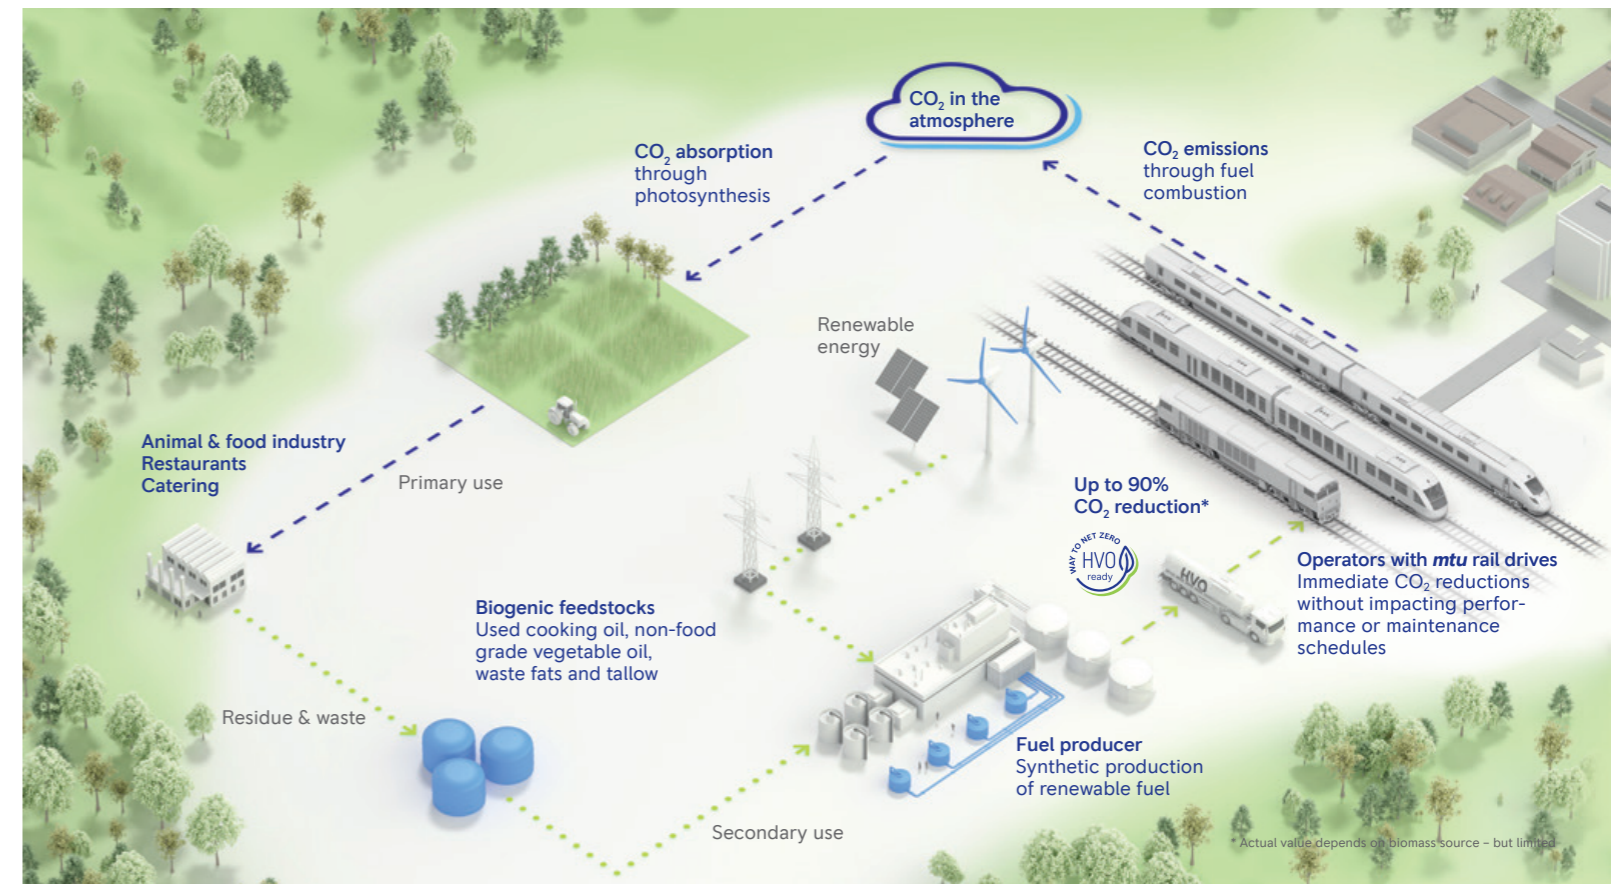 CO₂ in the
atmosphere
CO₂ absorption
through
photosynthesis
CO₂ emissions
through fuel
combustion
Renewable
energy
Animal & food industry
Restaurants
Catering
Primary use
Up to 90%
CO₂ reduction*
WAY TO NET ZERO
HVO
ready
HVO
Operators with mtu rail drives
Immediate CO₂ reductions
without impacting perfor-
mance or maintenance
schedules
Biogenic feedstocks
Used cooking oil, non-food
grade vegetable oil,
waste fats and tallow
Residue & waste
Fuel producer
Synthetic production
of renewable fuel
Secondary use
* Actual value depends on biomass source – but limited